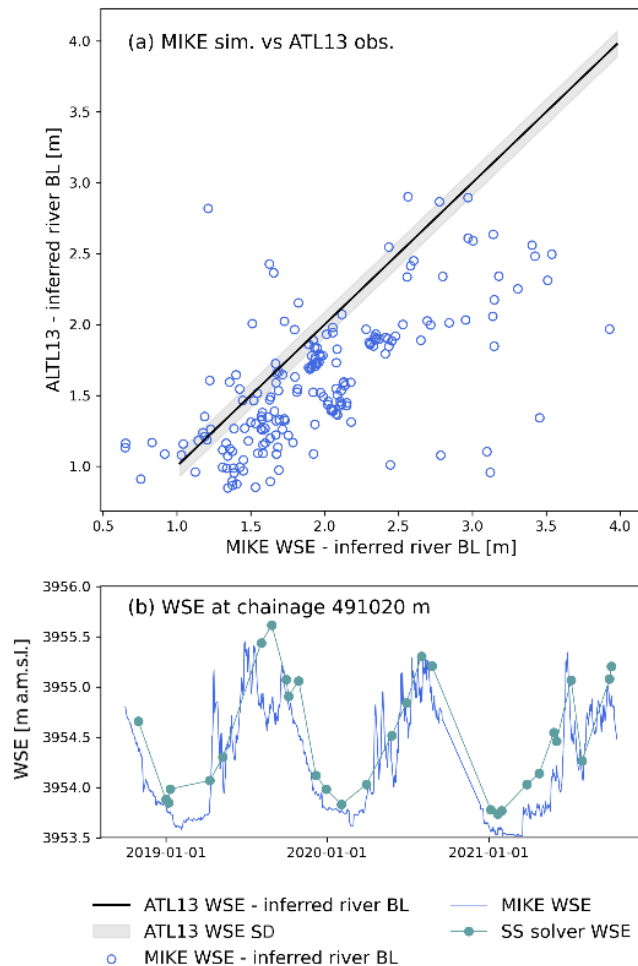 (a) MIKE sim. vs ATL13 obs.
ALTL13 - inferred river BL [m]
4.0
3.5
3.0
2.5
2.0
1.5
1.0
0.5 1.0 1.5 2.0 2.5 3.0 3.5 4.0
MIKE WSE - inferred river BL [m]
(b) WSE at chainage 491020 m
WSE [m a.m.s.l.]
3956.0
3955.5
3955.0
3954.5
3954.0
3953.5
2019-01-01 2020-01-01 2021-01-01
ATL13 WSE - inferred river BL
ATL13 WSE SD
MIKE WSE - inferred river BL
MIKE WSE
SS solver WSE